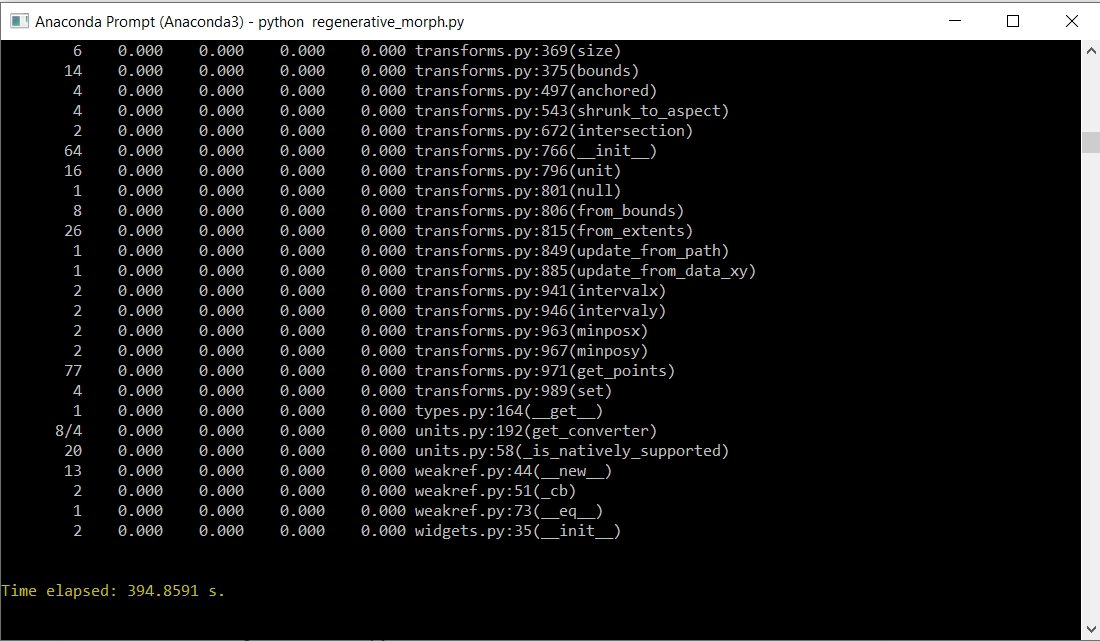 Anaconda Prompt (Anaconda3) - python  regenerative_morph.py
6    0.000    0.000    0.000    0.000 transforms.py:369(size)
14    0.000    0.000    0.000    0.000 transforms.py:375(bounds)
4    0.000    0.000    0.000    0.000 transforms.py:497(anchored)
4    0.000    0.000    0.000    0.000 transforms.py:543(shrunk_to_aspect)
2    0.000    0.000    0.000    0.000 transforms.py:672(intersection)
64    0.000    0.000    0.000    0.000 transforms.py:766(__init__)
16    0.000    0.000    0.000    0.000 transforms.py:796(unit)
1    0.000    0.000    0.000    0.000 transforms.py:801(null)
8    0.000    0.000    0.000    0.000 transforms.py:806(from_bounds)
26    0.000    0.000    0.000    0.000 transforms.py:815(from_extents)
1    0.000    0.000    0.000    0.000 transforms.py:849(update_from_path)
1    0.000    0.000    0.000    0.000 transforms.py:885(update_from_data_xy)
2    0.000    0.000    0.000    0.000 transforms.py:941(intervalx)
2    0.000    0.000    0.000    0.000 transforms.py:946(intervaly)
2    0.000    0.000    0.000    0.000 transforms.py:963(minposx)
2    0.000    0.000    0.000    0.000 transforms.py:967(minposy)
77    0.000    0.000    0.000    0.000 transforms.py:971(get_points)
4    0.000    0.000    0.000    0.000 transforms.py:989(set)
1    0.000    0.000    0.000    0.000 types.py:164(__get__)
8/4    0.000    0.000    0.000    0.000 units.py:192(get_converter)
20    0.000    0.000    0.000    0.000 units.py:58(_is_natively_supported)
13    0.000    0.000    0.000    0.000 weakref.py:44(__new__)
2    0.000    0.000    0.000    0.000 weakref.py:51(_cb)
1    0.000    0.000    0.000    0.000 weakref.py:73(__eq__)
2    0.000    0.000    0.000    0.000 widgets.py:35(__init__)
Time elapsed: 394.8591 s.